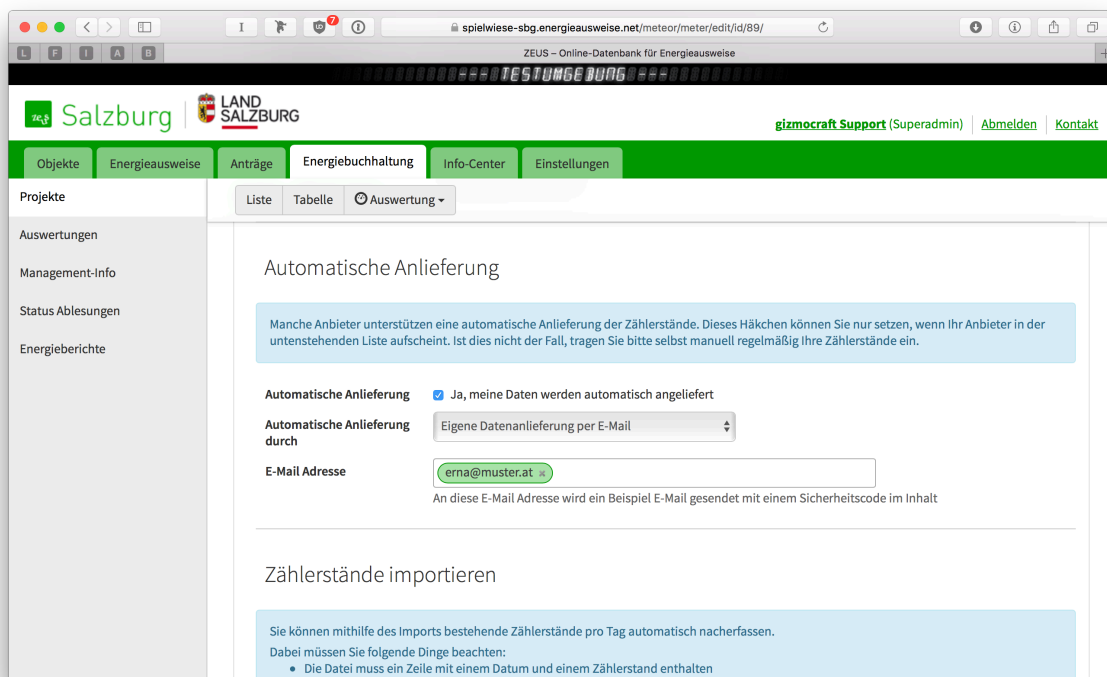 7
spielwiese-sbg.energieausweise.net/meteor/meter/edit/id/89/
L F I A B
ZEUS – Online-Datenbank für Energieausweise
--- TESTUMGEBUNG ---
zeus Salzburg
LAND
SALZBURG
gizmocraft Support (Superadmin) Abmelden Kontakt
Objekte Energieausweise Anträge Energiebuchhaltung Info-Center Einstellungen
Projekte
Liste Tabelle Auswertung
Auswertungen
Management-Info
Status Ablesungen
Energieberichte
Automatische Anlieferung
Manche Anbieter unterstützen eine automatische Anlieferung der Zählerstände. Dieses Häkchen können Sie nur setzen, wenn Ihr Anbieter in der
untenstehenden Liste aufscheint. Ist dies nicht der Fall, tragen Sie bitte selbst manuell regelmäßig Ihre Zählerstände ein.
Automatische Anlieferung Ja, meine Daten werden automatisch angeliefert
Automatische Anlieferung
durch
Eigene Datenanlieferung per E-Mail
E-Mail Adresse
erna@muster.at ×
An diese E-Mail Adresse wird ein Beispiel E-Mail gesendet mit einem Sicherheitscode im Inhalt
Zählerstände importieren
Sie können mithilfe des Imports bestehende Zählerstände pro Tag automatisch nacherfassen.
Dabei müssen Sie folgende Dinge beachten:
• Die Datei muss ein Zeile mit einem Datum und einem Zählerstand enthalten